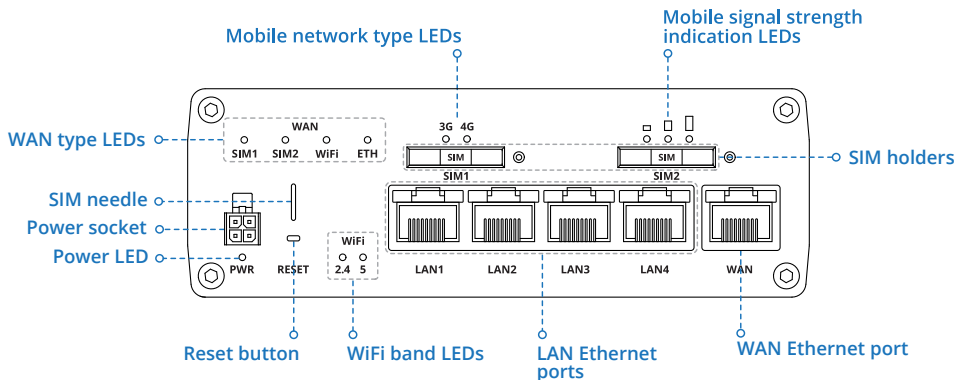 Mobile signal strength
indication LEDs
Mobile network type LEDs
WAN type LEDs
WAN
SIM1 SIM2 WiFi ETH
3G 4G
SIM
SIM
SIM holders
SIM1
SIM2
SIM needle
Power socket
Power LED
PWR
RESET
WiFi
2.4 5
LAN1
LAN2
LAN3
LAN4
WAN
Reset button
WiFi band LEDs
LAN Ethernet
ports
WAN Ethernet port